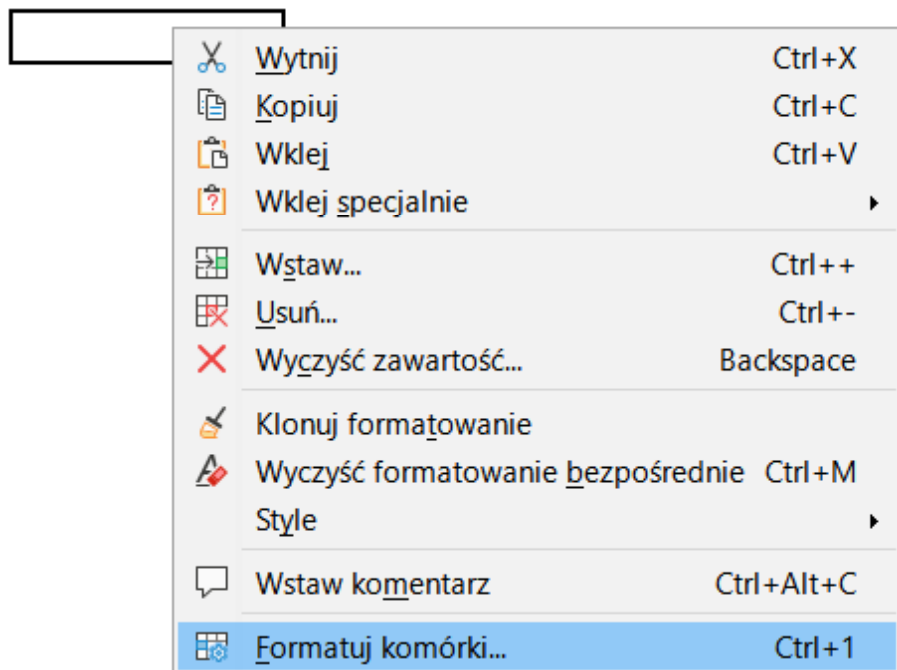 Wytnij Ctrl+X
Kopiuj Ctrl+C
Wklej Ctrl+V
Wklej specjalnie
Wstaw... Ctrl++
Usuń... Ctrl+-
Wyczyść zawartość... Backspace
Klonuj formatowanie
Wyczyść formatowanie bezpośrednie Ctrl+M
Style
Wstaw komentarz Ctrl+Alt+C
Formatuj komórki... Ctrl+1